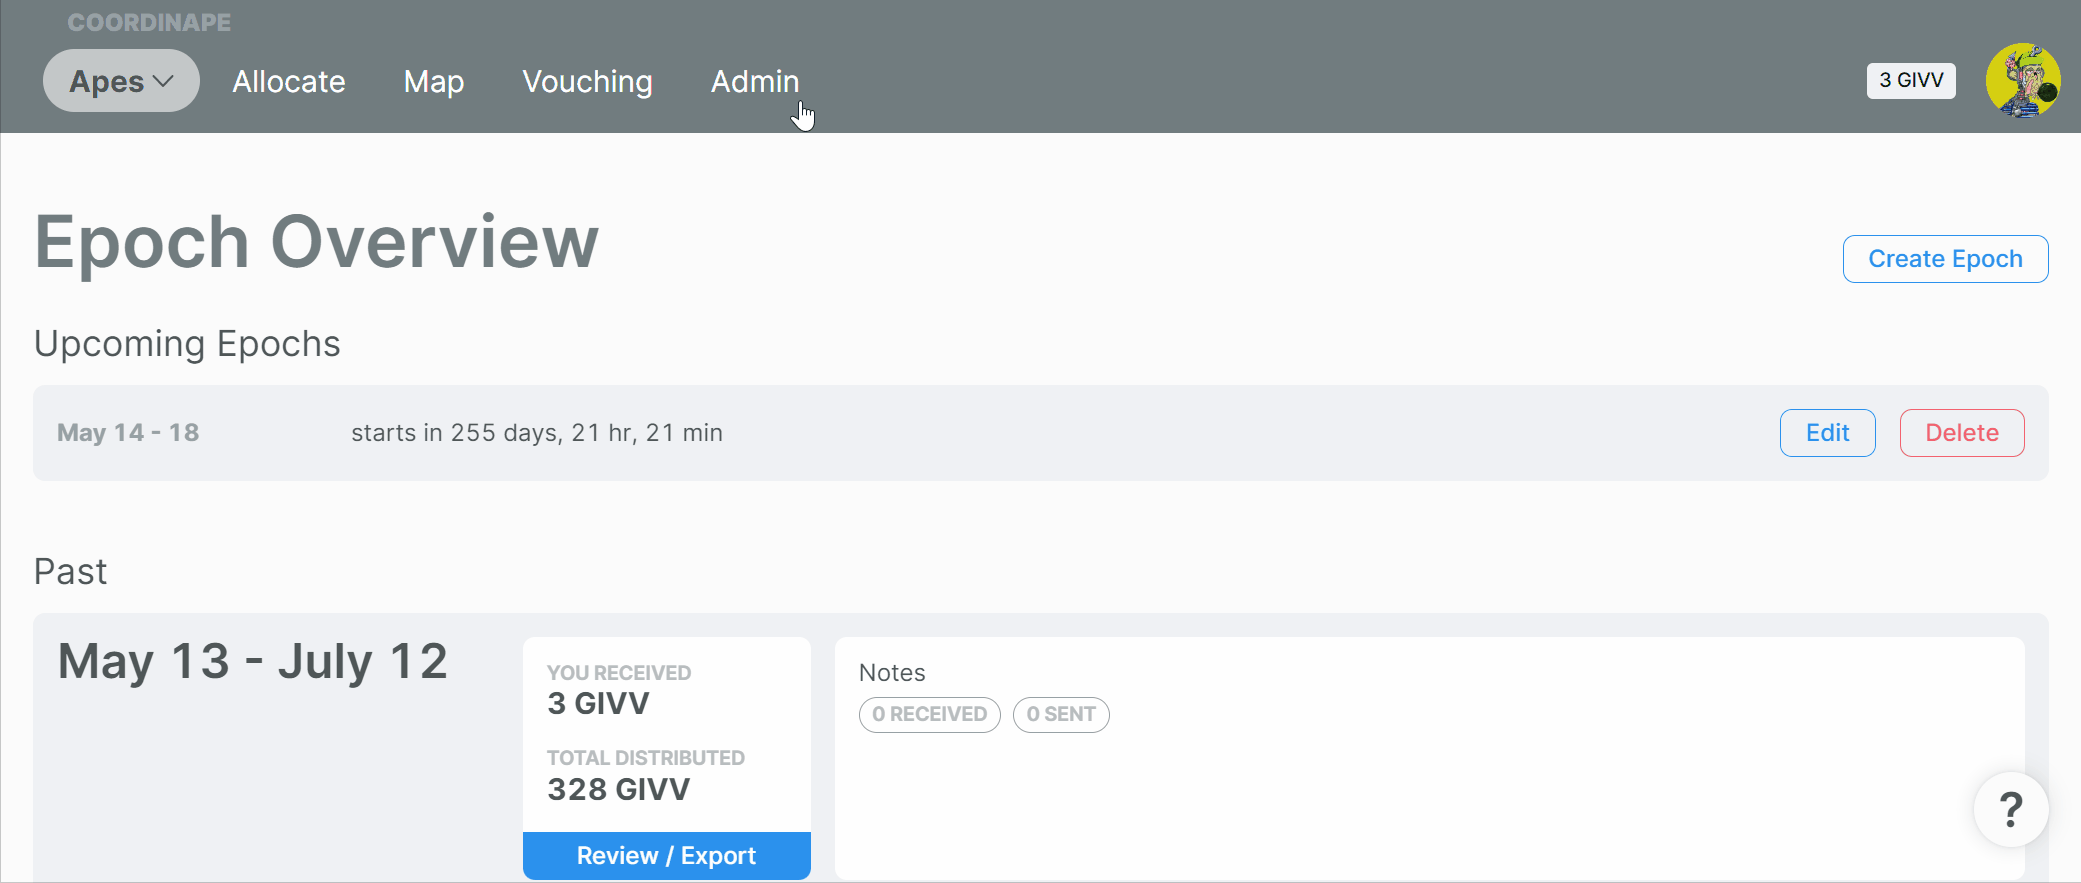 COORDINAPE
Apes Allocate Map Vouching Admin 3 GIVV
Epoch Overview
Create Epoch
Upcoming Epochs
May 14 - 18 starts in 255 days, 21 hr, 21 min Edit Delete
Past
May 13 - July 12
YOU RECEIVED
3 GIVV
TOTAL DISTRIBUTED
328 GIVV
Review / Export
Notes
0 RECEIVED 0 SENT
?